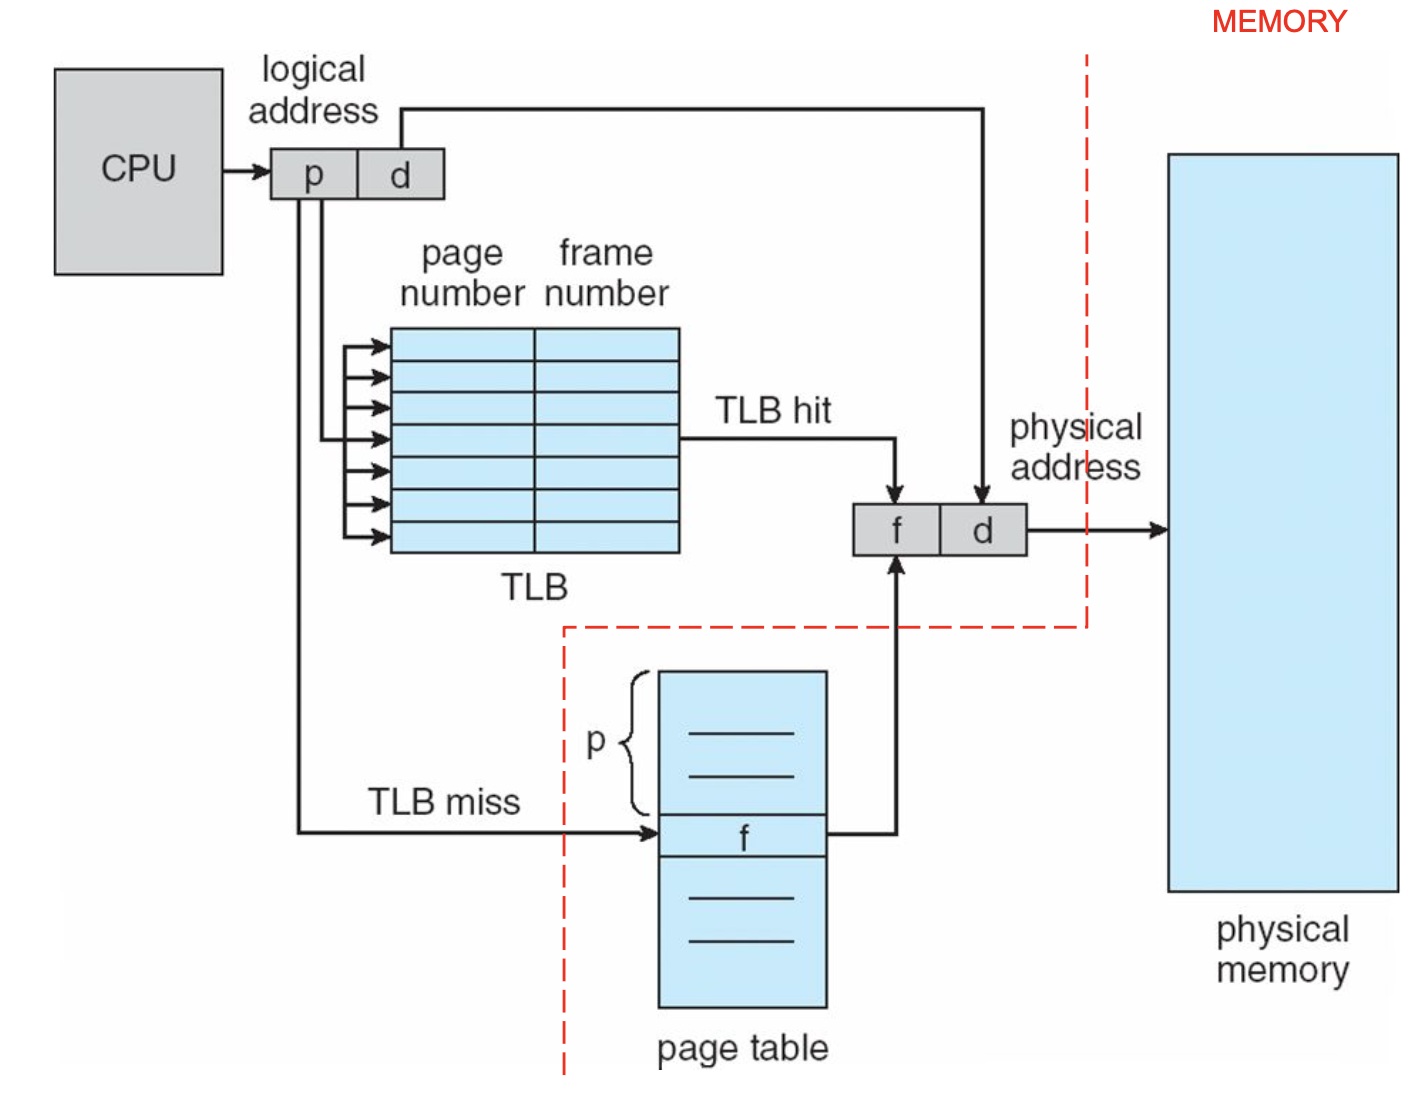 MEMORY
logical
address
CPU
p
d
page
number
frame
number
TLB hit
physical
address
f
d
TLB
p
TLB miss
f
physical
memory
page table